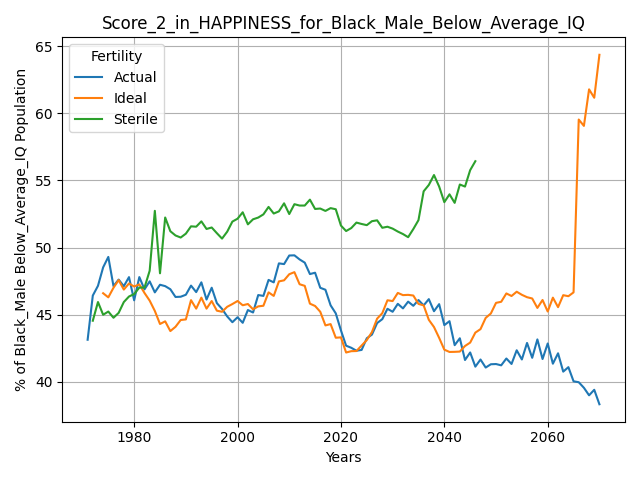 Score_2_in_HAPPINESS_for_Black_Male_Below_Average_IQ
% of Black_Male Below_Average_IQ Population
65
60
55
50
45
40
Fertility
Actual
Ideal
Sterile
1980
2000
2020
2040
2060
Years